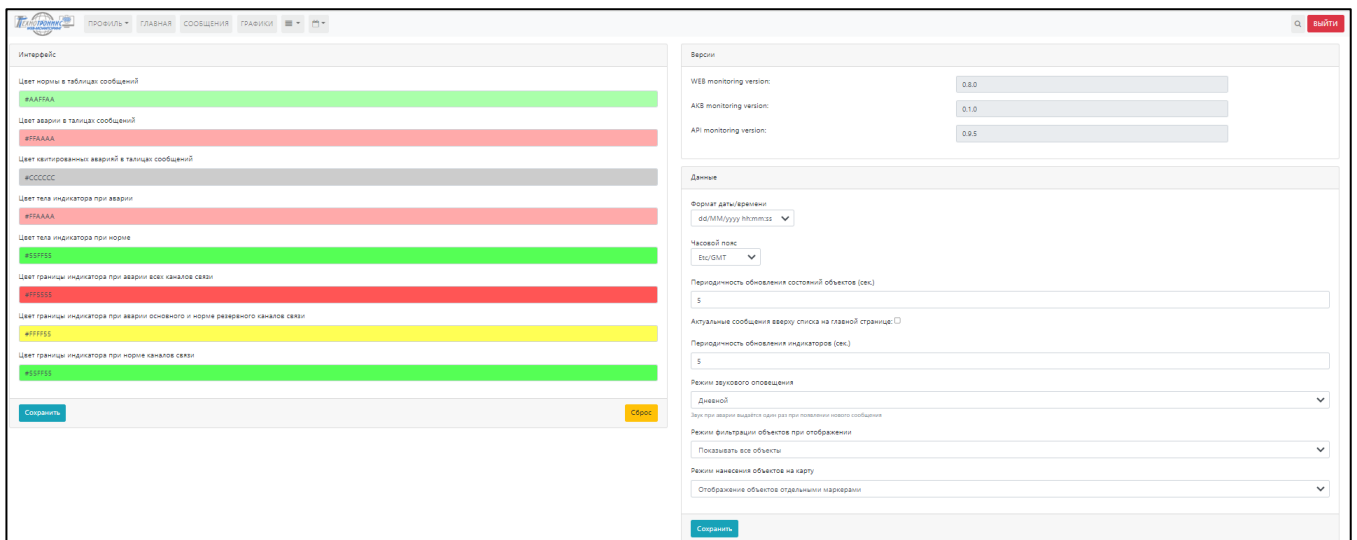 ТЕХНОТРОНИКС
ПРОФИЛЬ ГЛАВНАЯ СООБЩЕНИЯ ГРАФИКИ
ВЫЙТИ
Интерфейс
Цвет нормы в таблицах сообщений
#AAFFAA
Цвет аварии в талицах сообщений
#FFAAAA
Цвет квитированных аварияй в талицах сообщений
#CCCCCC
Цвет тела индикатора при аварии
#FFAAAA
Цвет тела индикатора при норме
#55FF55
Цвет границы индикатора при аварии всех каналов связи
#FF5555
Цвет границы индикатора при аварии основного и норме резервного каналов связи
#FFFF55
Цвет границы индикатора при норме каналов связи
#55FF55
Сохранить
Сброс
Версии
WEB monitoring version:
0.8.0
AKB monitoring version:
0.1.0
API monitoring version:
0.9.5
Данные
Формат даты/времени
dd/MM/yyyy hh:mm:ss
Часовой пояс
Etc/GMT
Периодичность обновления состояний объектов (сек.)
5
Актуальные сообщения вверху списка на главной странице:
Периодичность обновления индикаторов (сек.)
5
Режим звукового оповещения
Дневной
Звук при аварии выдаётся один раз при появлении нового сообщения
Режим фильтрации объектов при отображении
Показывать все объекты
Режим нанесения объектов на карту
Отображение объектов отдельными маркерами
Сохранить